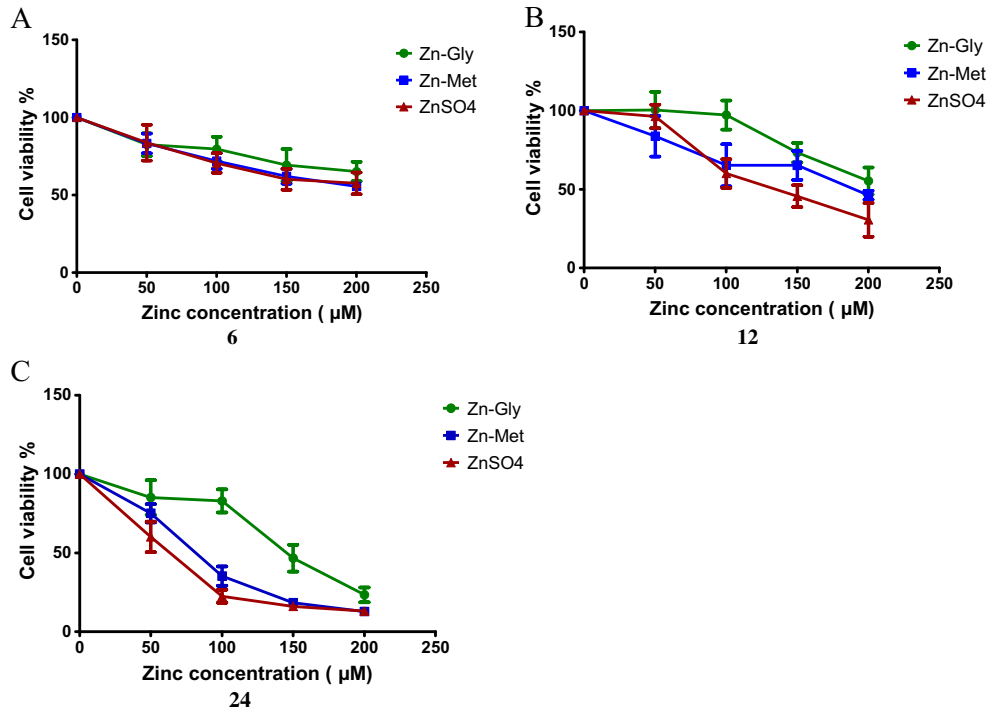 A
150
100
50
0
Cell viability %
0 50 100 150 200 250
Zinc concentration ( µM)
6
Zn-Gly
Zn-Met
ZnSO4
B
150
100
50
0
Cell viability %
0 50 100 150 200 250
Zinc concentration ( µM)
12
Zn-Gly
Zn-Met
ZnSO4
C
150
100
50
0
Cell viability %
0 50 100 150 200 250
Zinc concentration ( µM)
24
Zn-Gly
Zn-Met
ZnSO4